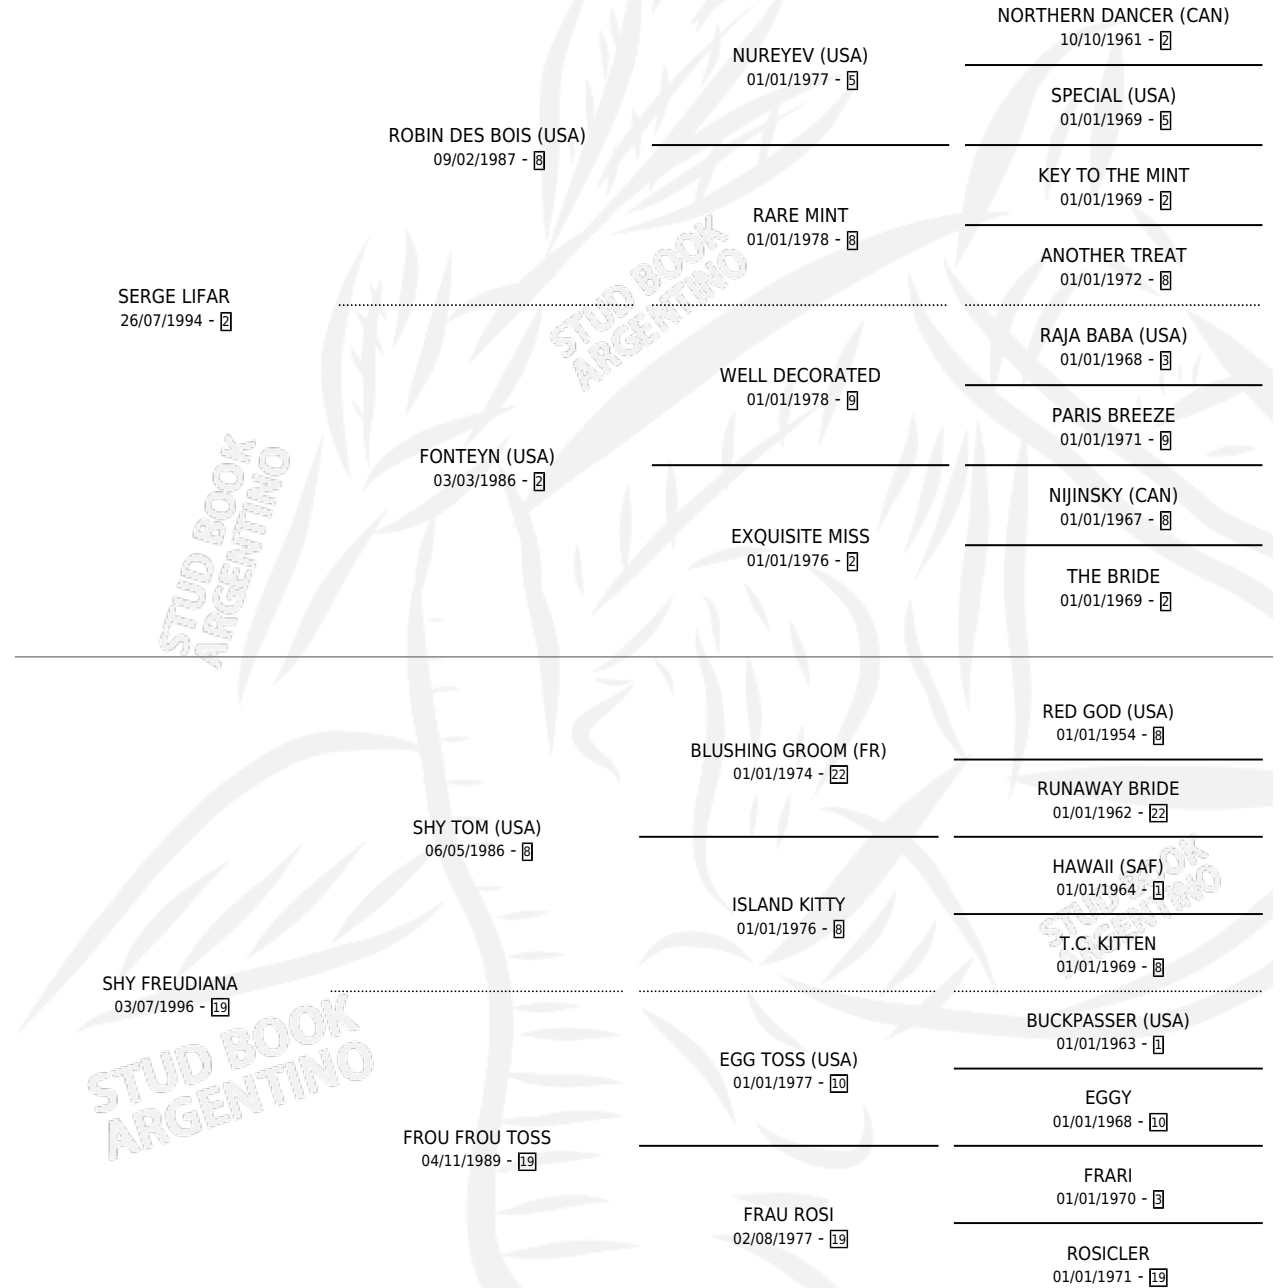 NORTHERN DANCER (CAN)
10/10/1961 - 2
NUREYEV (USA)
01/01/1977 - 5
SPECIAL (USA)
01/01/1969 - 5
ROBIN DES BOIS (USA)
09/02/1987 - 8
KEY TO THE MINT
01/01/1969 - 2
RARE MINT
01/01/1978 - 8
ANOTHER TREAT
01/01/1972 - 8
SERGE LIFAR
26/07/1994 - 2
STUD BOOK
ARGENTINO
RAJA BABA (USA)
01/01/1968 - 3
WELL DECORATED
01/01/1978 - 9
PARIS BREEZE
01/01/1971 - 9
FONTEYN (USA)
03/03/1986 - 2
NIJINSKY (CAN)
01/01/1967 - 8
EXQUISITE MISS
01/01/1976 - 2
THE BRIDE
01/01/1969 - 2
STUD BOOK
ARGENTINO
RED GOD (USA)
01/01/1954 - 8
BLUSHING GROOM (FR)
01/01/1974 - 22
RUNAWAY BRIDE
01/01/1962 - 22
SHY TOM (USA)
06/05/1986 - 8
HAWAII (SAF)
01/01/1964 - 1
ISLAND KITTY
01/01/1976 - 8
STUD BOOK
ARGENTINO
T.C. KITTEN
01/01/1969 - 8
SHY FREUDIANA
03/07/1996 - 19
BUCKPASSER (USA)
01/01/1963 - 1
EGG TOSS (USA)
01/01/1977 - 10
STUD BOOK
ARGENTINO
EGGY
01/01/1968 - 10
FROU FROU TOSS
04/11/1989 - 19
FRARI
01/01/1970 - 3
FRAU ROSI
02/08/1977 - 19
ROSICLER
01/01/1971 - 19